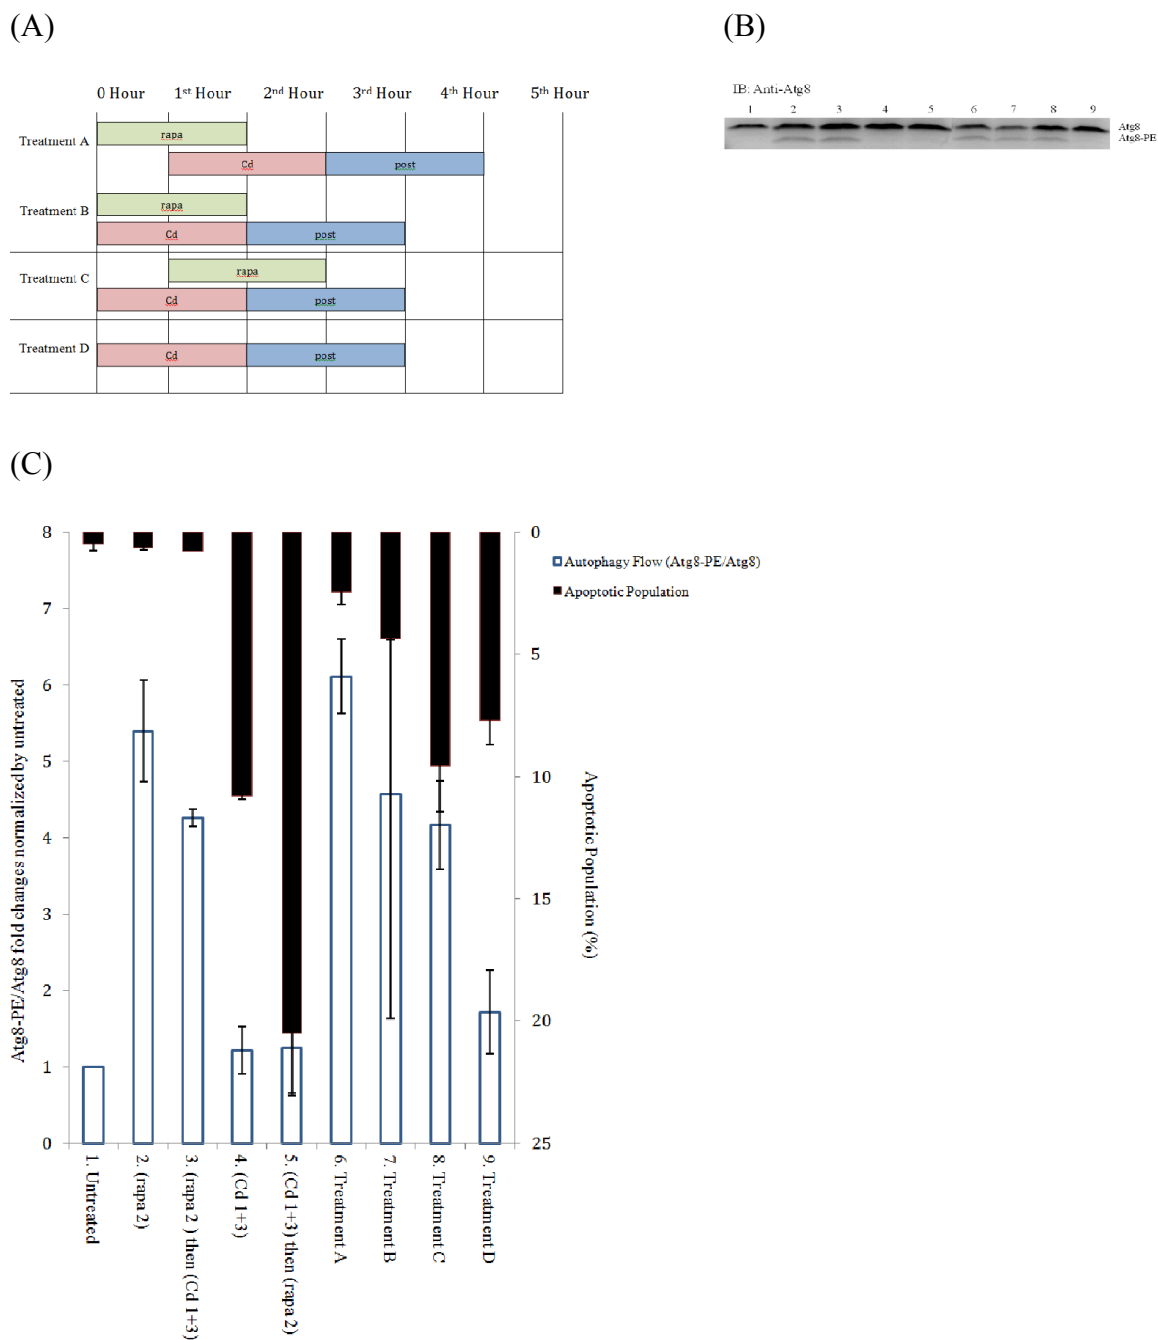 (A)
(B)
0 Hour 1st Hour 2nd Hour 3rd Hour 4th Hour 5th Hour
Treatment A
rapa
Cd post
Treatment B
rapa
Cd post
Treatment C
rapa
Cd post
Treatment D
Cd post
IB: Anti-Atg8
1 2 3 4 5 6 7 8 9
Atg8
Atg8-PE
(C)
Atg8-PE/Atg8 fold changes normalized by untreated
8
7
6
5
4
3
2
1
0
0
5
10
15
20
25
Apoptotic Population (%)
Autophagy Flow (Atg8-PE/Atg8)
Apoptotic Population
1. Untreated
2. (rapa 2)
3. (rapa 2 ) then (Cd 1+3)
4. (Cd 1+3)
5. (Cd 1+3) then (rapa 2)
6. Treatment A
7. Treatment B
8. Treatment C
9. Treatment D